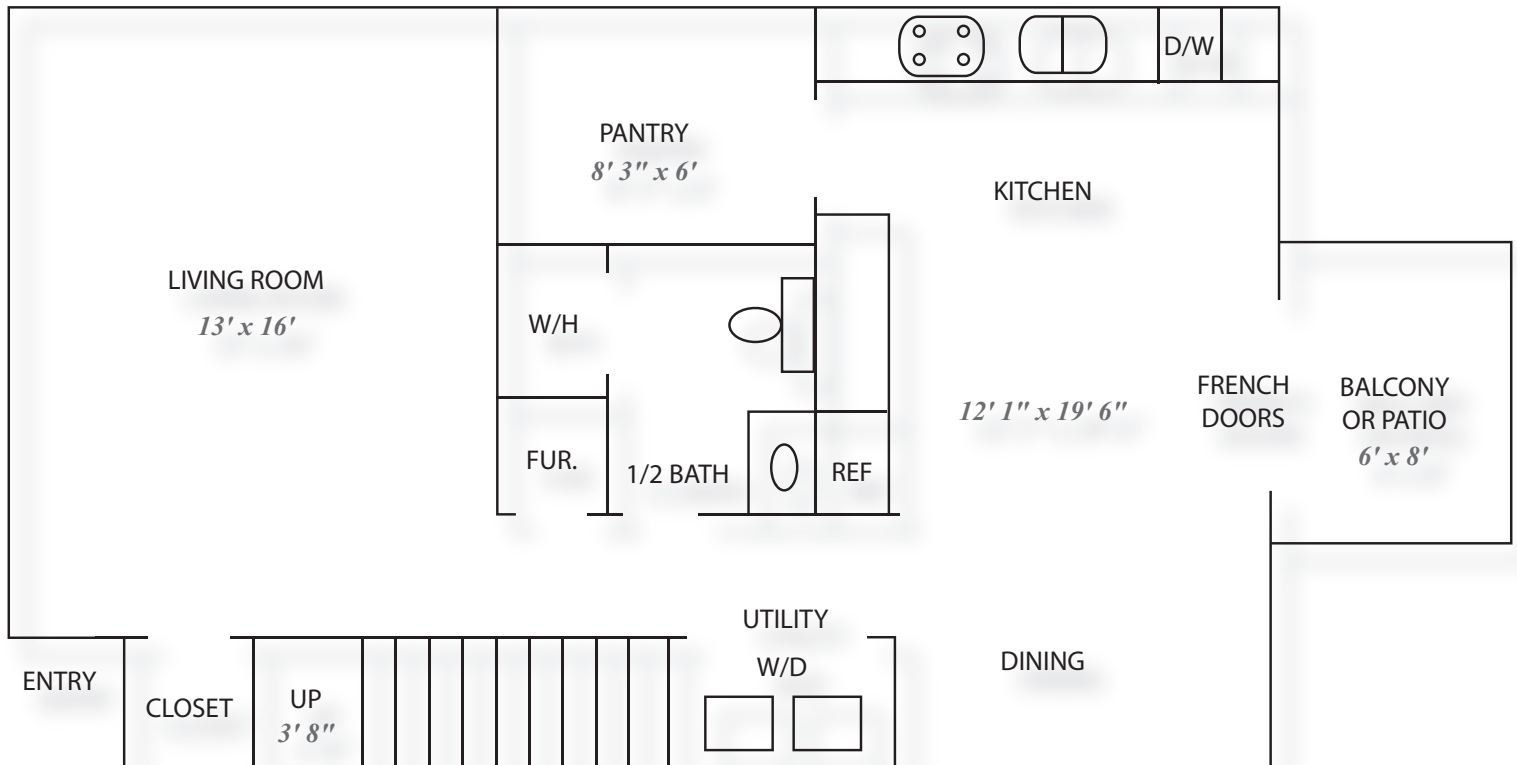 D/W
PANTRY
8' 3" x 6'
KITCHEN
LIVING ROOM
13' x 16'
W/H
FRENCH
DOORS
BALCONY
OR PATIO
6' x 8'
12' 1" x 19' 6"
FUR.
1/2 BATH
REF
UTILITY
W/D
DINING
ENTRY
CLOSET
UP
3' 8"